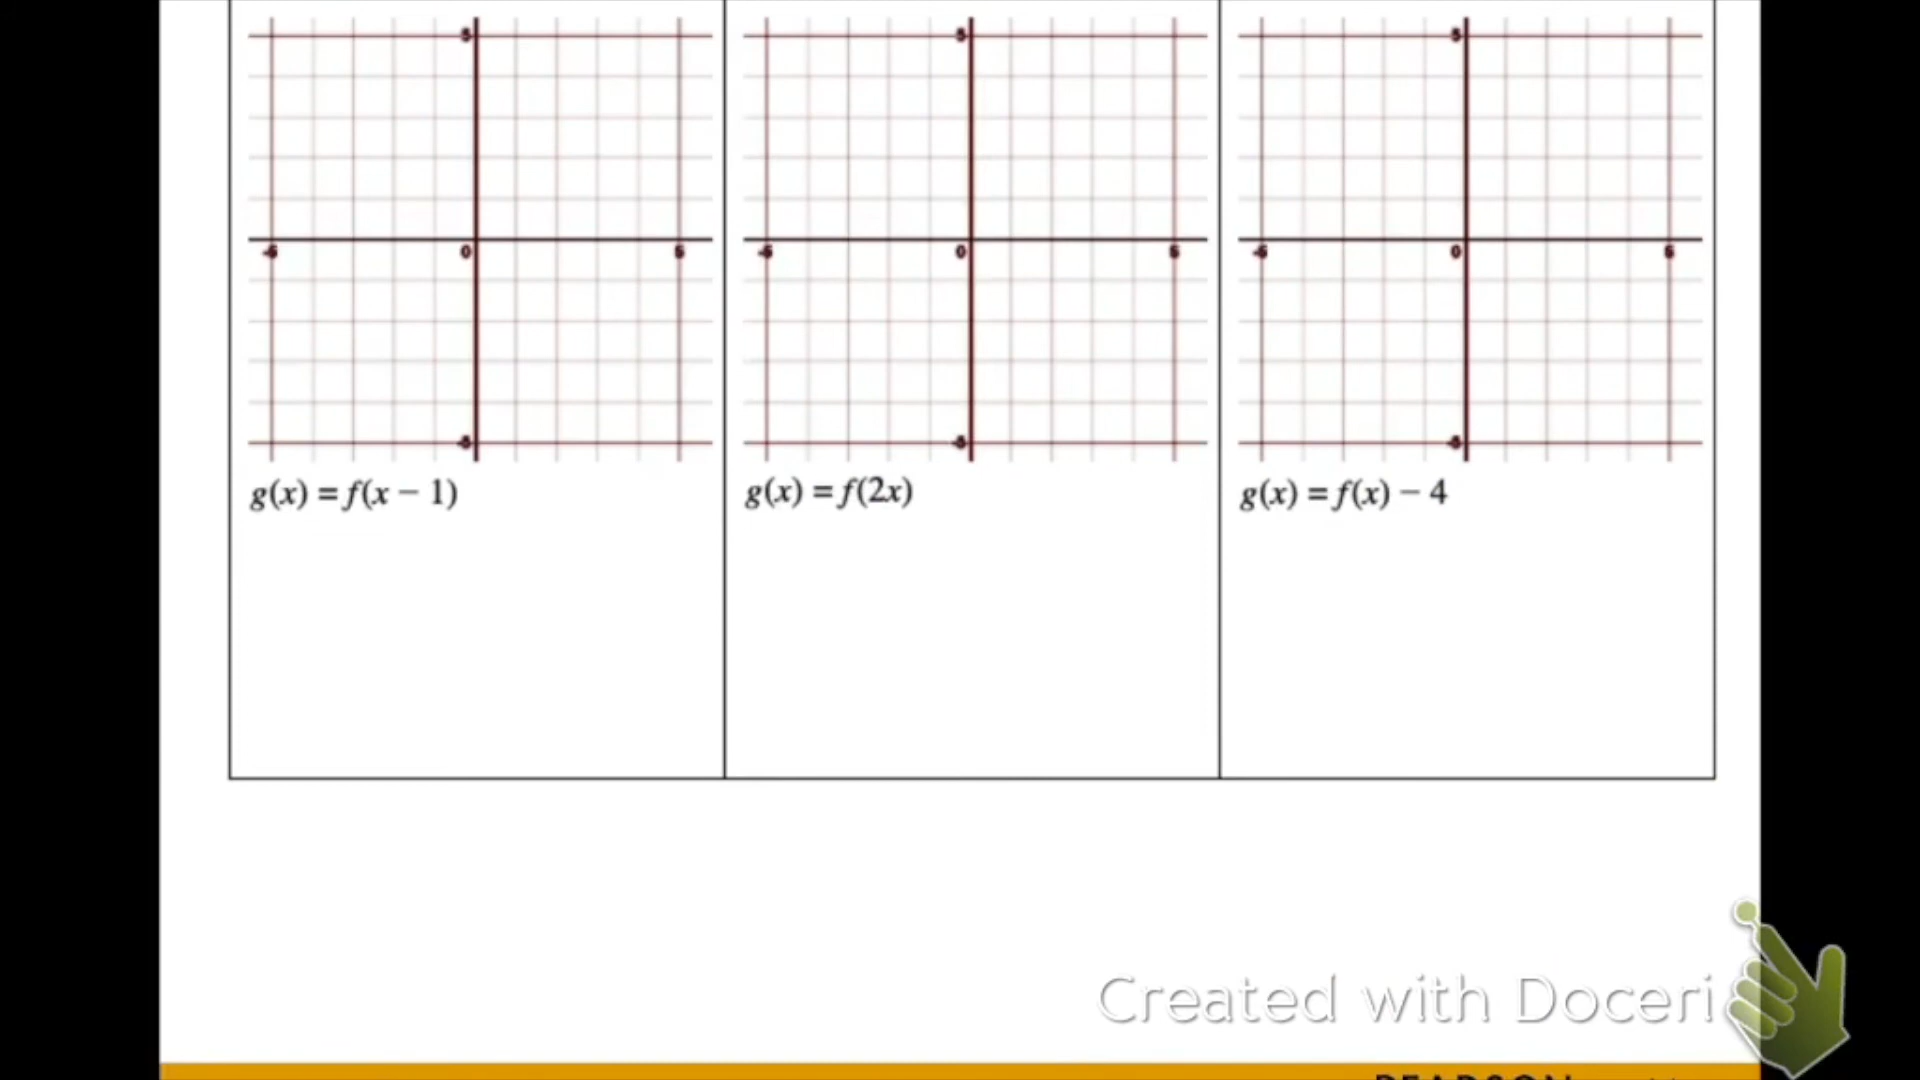 5 5 5
-5 0 5 -5 0 5 -5 0 5
-5 -5 -5
g(x) = f(x − 1) g(x) = f(2x) g(x) = f(x) − 4
Created with Doceri
PEARSON